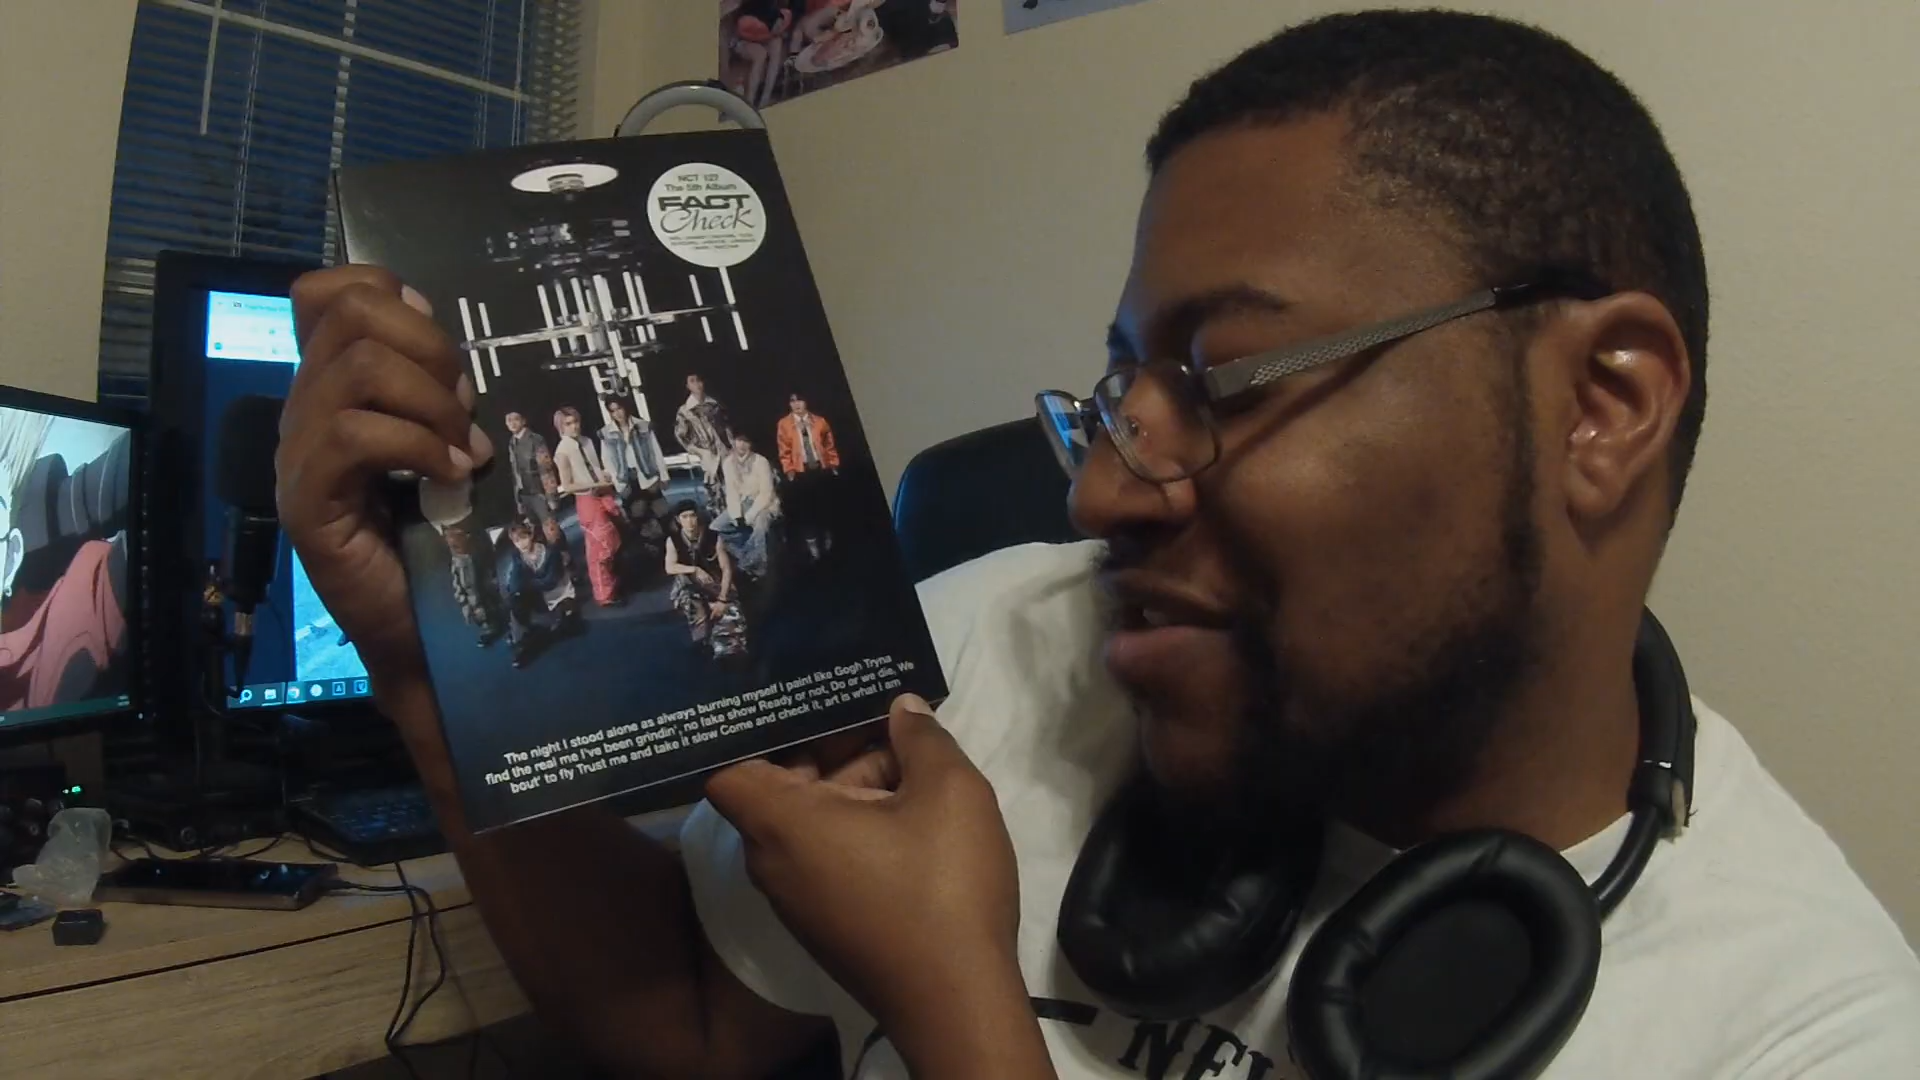 NCT 127
The 5th Album
FACT
Check
The night I stood alone as always burning myself I paint like Gogh Tryna
find the real me I've been grindin', no fake show Ready or not, Do or we die, We
bout' to fly Trust me and take it slow Come and check it, art is what I am
NEW